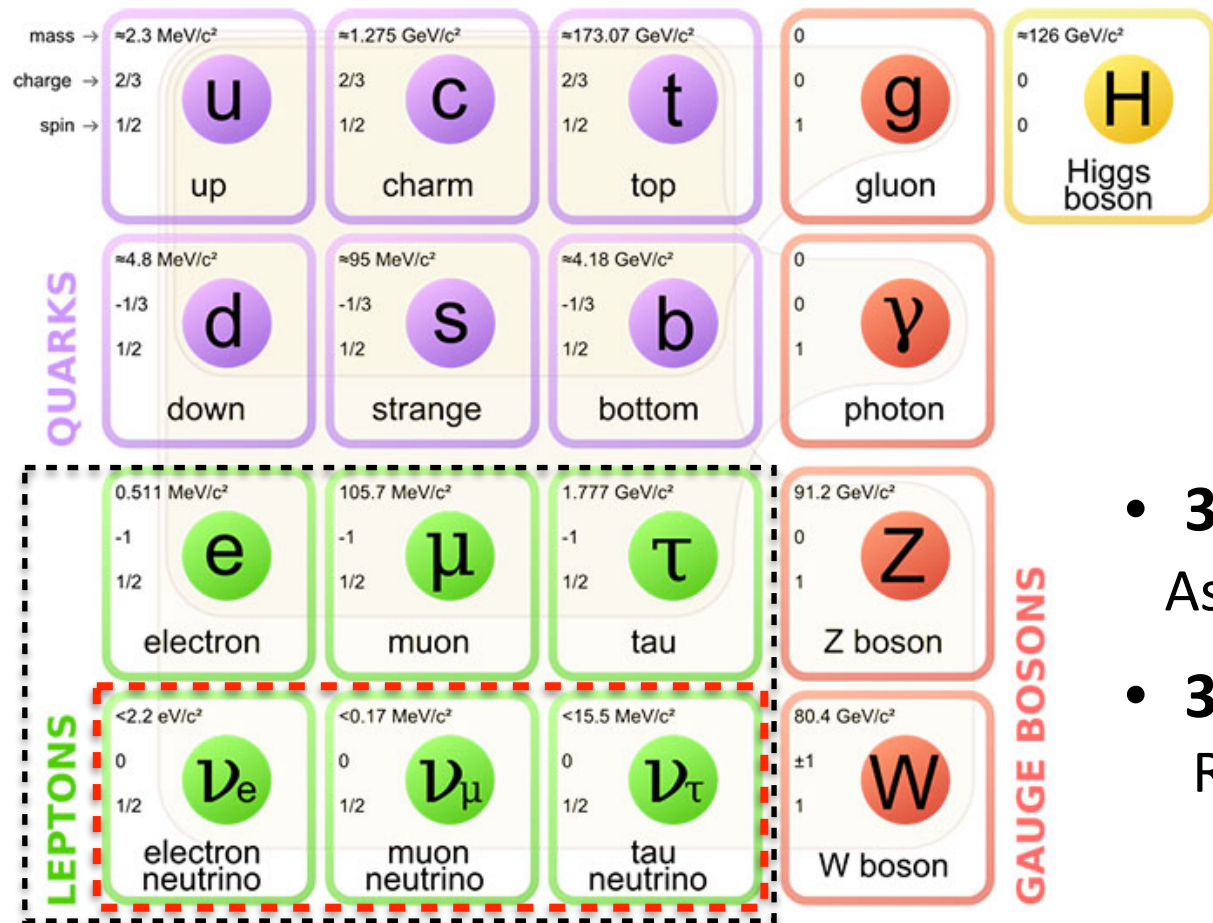 mass →
charge →
spin →
≈2.3 MeV/c²
2/3
1/2
u
up
≈1.275 GeV/c²
2/3
1/2
c
charm
≈173.07 GeV/c²
2/3
1/2
t
top
0
0
1
g
gluon
≈126 GeV/c²
0
0
H
Higgs
boson
QUARKS
≈4.8 MeV/c²
-1/3
1/2
d
down
≈95 MeV/c²
-1/3
1/2
s
strange
≈4.18 GeV/c²
-1/3
1/2
b
bottom
0
0
1
γ
photon
LEPTONS
0.511 MeV/c²
-1
1/2
e
electron
105.7 MeV/c²
-1
1/2
μ
muon
1.777 GeV/c²
-1
1/2
τ
tau
91.2 GeV/c²
0
1
Z
Z boson
<2.2 eV/c²
0
1/2
νe
electron
neutrino
<0.17 MeV/c²
0
1/2
νμ
muon
neutrino
<15.5 MeV/c²
0
1/2
ντ
tau
neutrino
80.4 GeV/c²
±1
1
W
W boson
GAUGE BOSONS
• 3
As
• 3
R